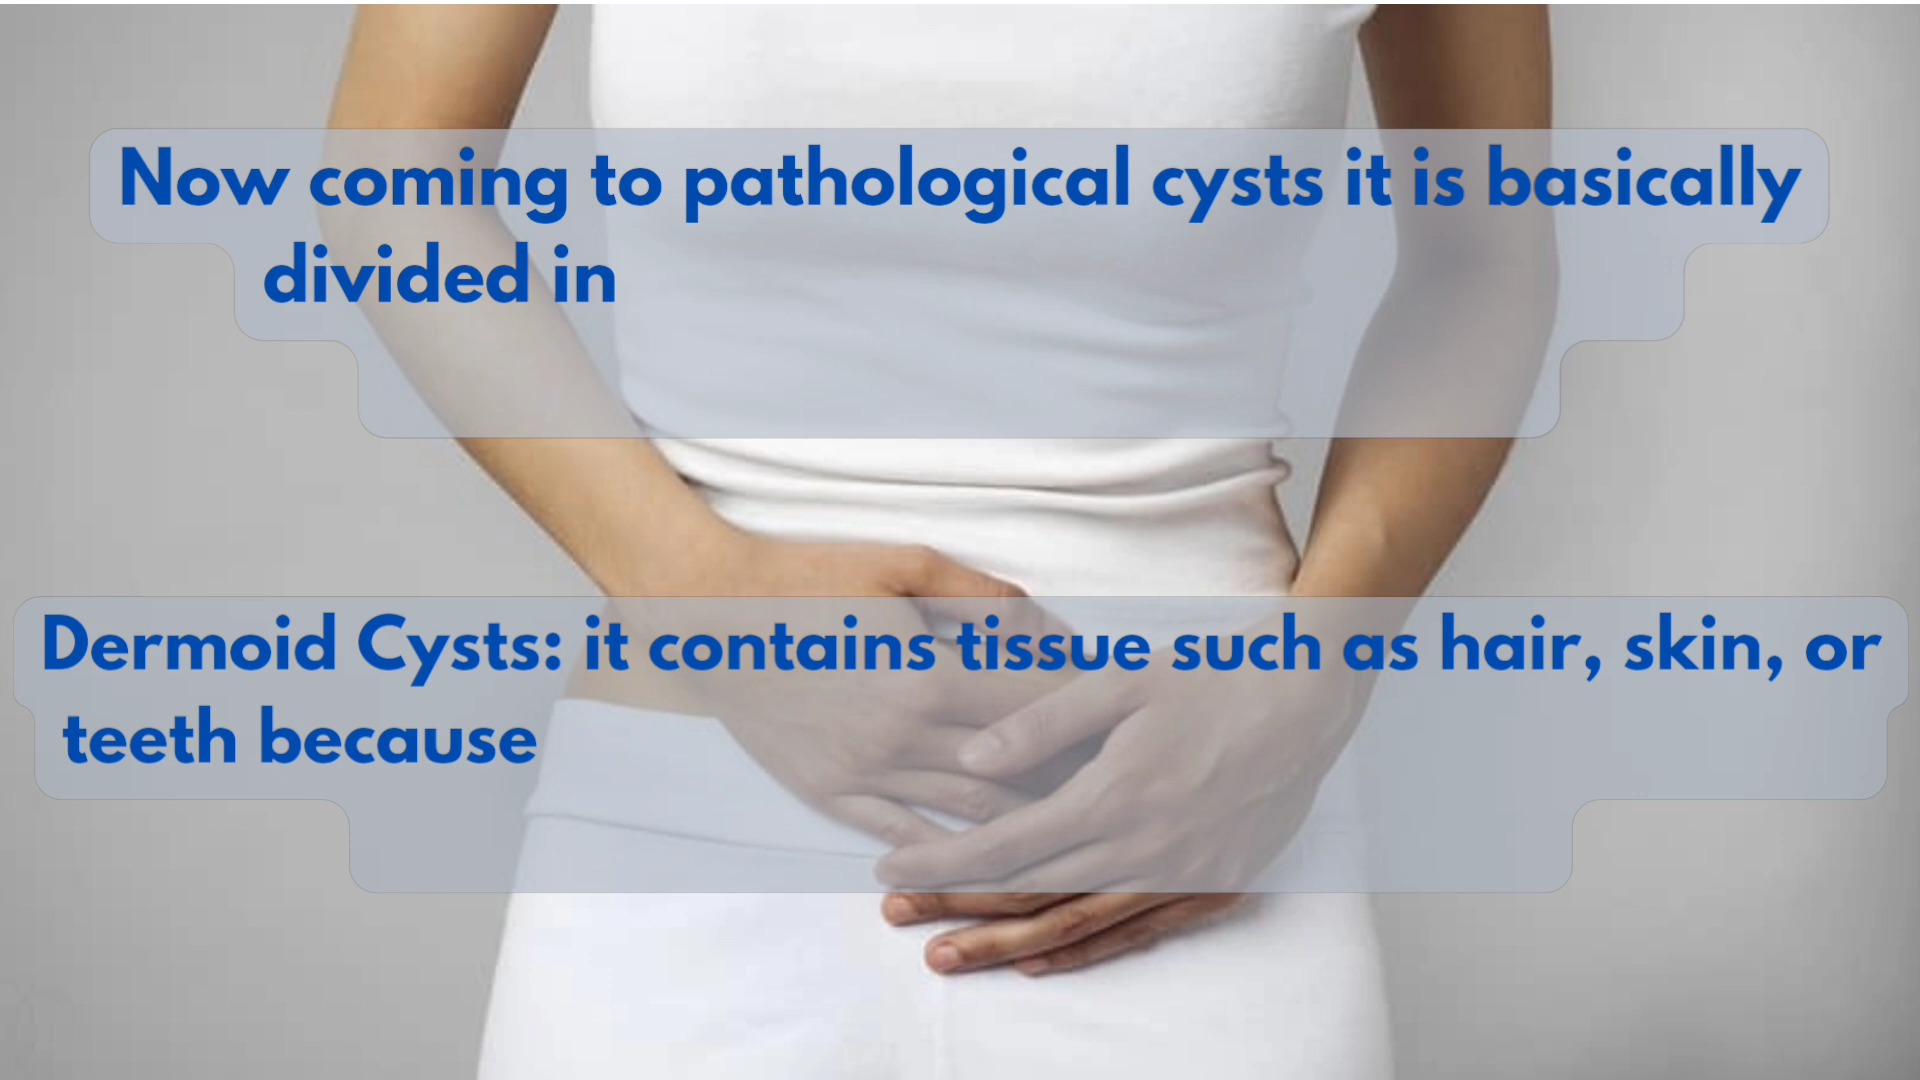 Now coming to pathological cysts it is basically
divided in
Dermoid Cysts: it contains tissue such as hair, skin, or
teeth because